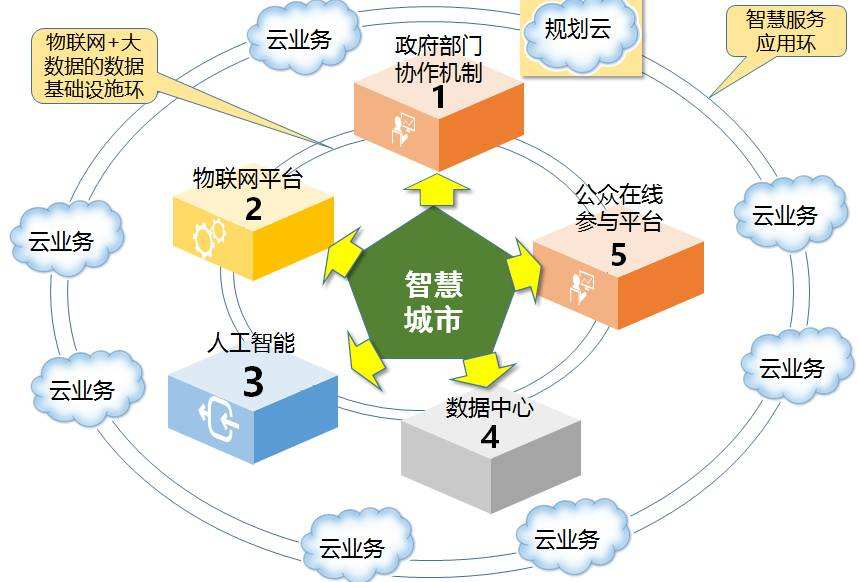 物联网+大
数据的数据
基础设施环
云业务
政府部门
协作机制
1
规划云
智慧服务
应用环
物联网平台
2
公众在线
参与平台
5
云业务
云业务
智慧
城市
人工智能
3
数据中心
4
云业务
云业务
云业务
云业务